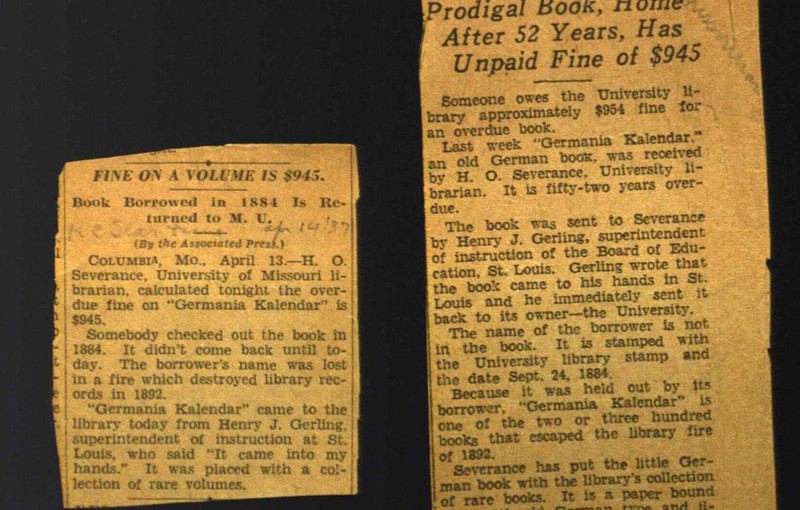 FINE ON A VOLUME IS $945.
Book Borrowed in 1884 Is Re-
turned to M. U.
apr 14 '37
(By the Associated Press.)
COLUMBIA, MO., April 13.—H. O.
Severance, University of Missouri li-
brarian, calculated tonight the over-
due fine on "Germania Kalendar" is
$945.
Somebody checked out the book in
1884. It didn't come back until to-
day. The borrower's name was lost
in a fire which destroyed library rec-
ords in 1892.
"Germania Kalendar" came to the
library today from Henry J. Gerling,
superintendent of instruction at St.
Louis, who said "It came into my
hands." It was placed with a col-
lection of rare volumes.
Prodigal Book, Home
After 52 Years, Has
Unpaid Fine of $945
Someone owes the University li-
brary approximately $954 fine for
an overdue book.
Last week "Germania Kalendar,"
an old German book, was received
by H. O. Severance, University li-
brarian. It is fifty-two years over-
due.
The book was sent to Severance
by Henry J. Gerling, superintendent
of instruction of the Board of Edu-
cation, St. Louis. Gerling wrote that
the book came to his hands in St.
Louis and he immediately sent it
back to its owner—the University.
The name of the borrower is not
in the book. It is stamped with
the University library stamp and
the date Sept. 24, 1884.
Because it was held out by its
borrower, "Germania Kalendar" is
one of the two or three hundred
books that escaped the library fire
of 1892.
Severance has put the little Ger-
man book with the library's collection
of rare books. It is a paper bound
old German type and il-